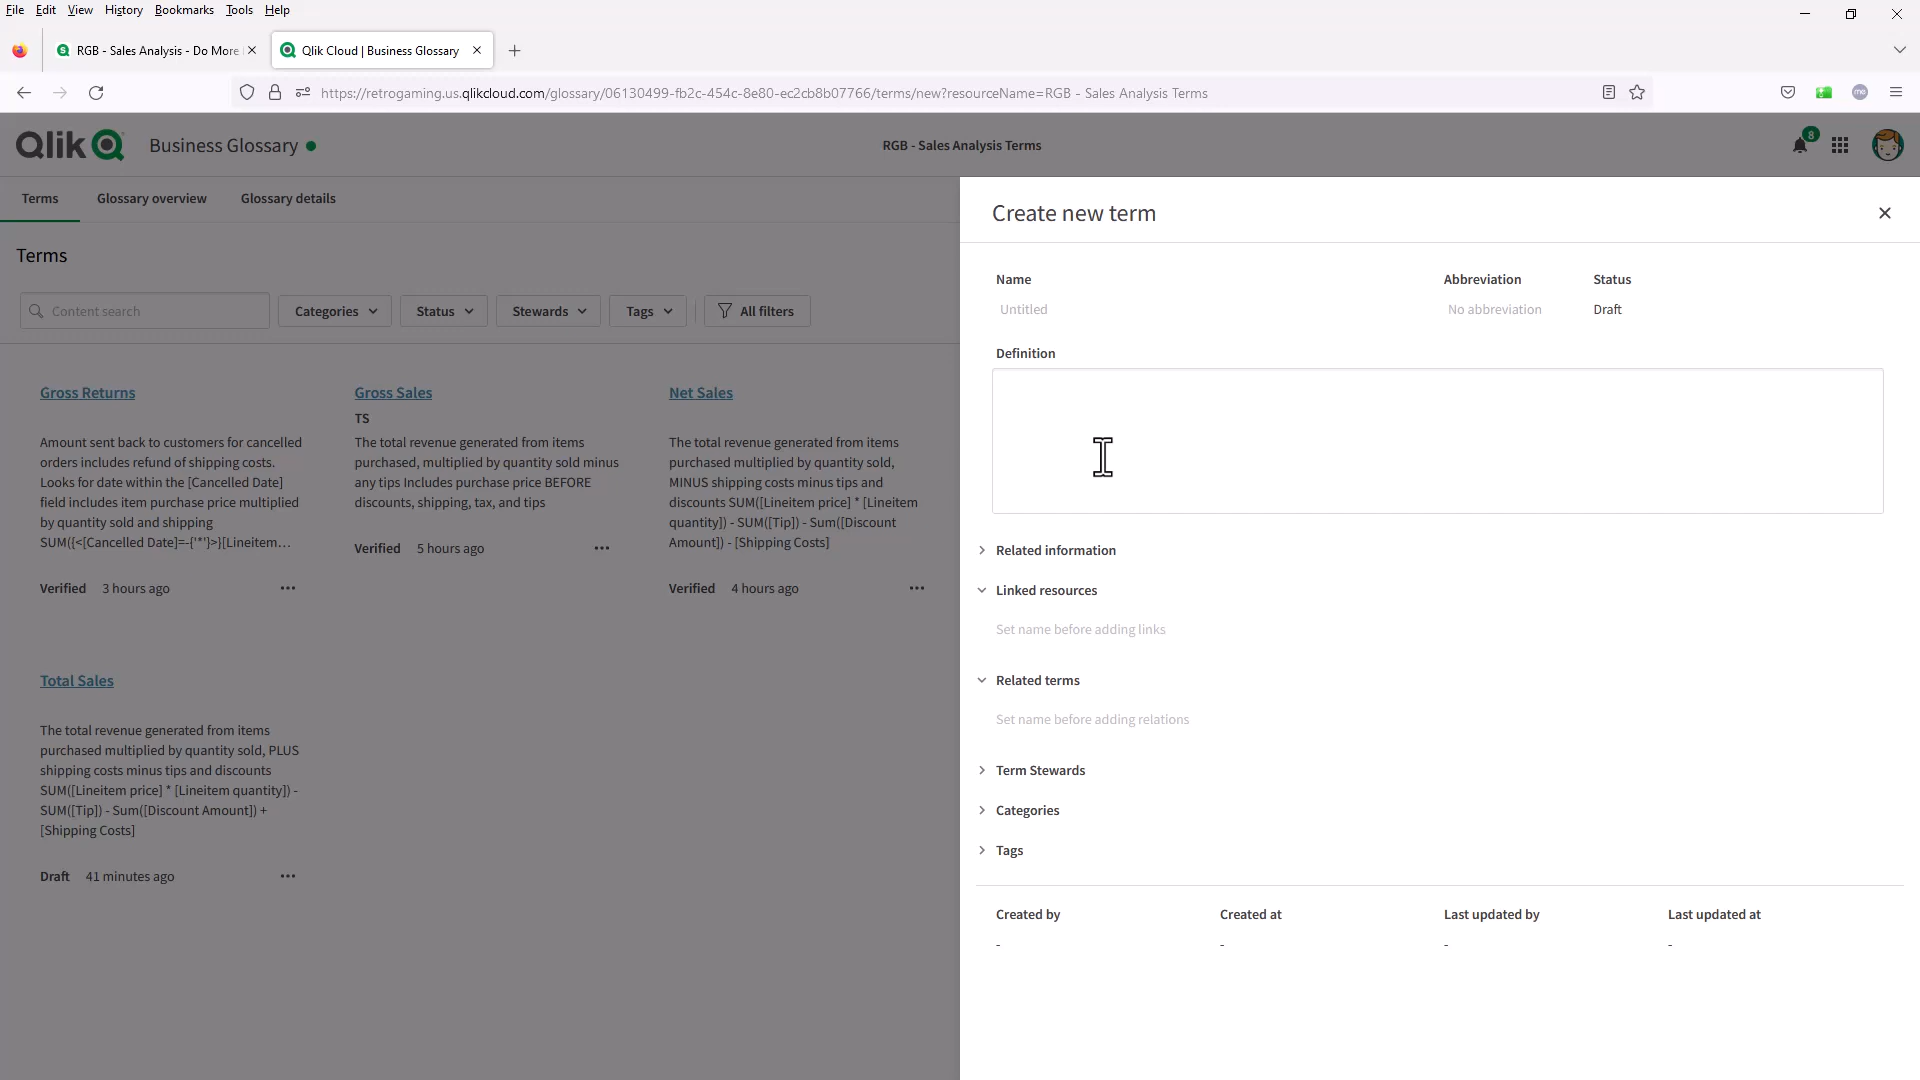 File Edit View History Bookmarks Tools Help
RGB - Sales Analysis - Do More
Qlik Cloud | Business Glossary
https://retrogaming.us.qlikcloud.com/glossary/06130499-fb2c-454c-8e80-ec2cb8b07766/terms/new?resourceName=RGB - Sales Analysis Terms
Qlik Business Glossary
RGB - Sales Analysis Terms
8
Terms Glossary overview Glossary details
Terms
Content search Categories Status Stewards Tags All filters
Gross Returns
Amount sent back to customers for cancelled
orders includes refund of shipping costs.
Looks for date within the [Cancelled Date]
field includes item purchase price multiplied
by quantity sold and shipping
SUM({<[Cancelled Date]=-{'*'}>}[Lineitem...
Verified 3 hours ago
Gross Sales
TS
The total revenue generated from items
purchased, multiplied by quantity sold minus
any tips Includes purchase price BEFORE
discounts, shipping, tax, and tips
Verified 5 hours ago
Net Sales
The total revenue generated from items
purchased multiplied by quantity sold,
MINUS shipping costs minus tips and
discounts SUM([Lineitem price] * [Lineitem
quantity]) - SUM([Tip]) - Sum([Discount
Amount]) - [Shipping Costs]
Verified 4 hours ago
Total Sales
The total revenue generated from items
purchased multiplied by quantity sold, PLUS
shipping costs minus tips and discounts
SUM([Lineitem price] * [Lineitem quantity]) -
SUM([Tip]) - Sum([Discount Amount]) +
[Shipping Costs]
Draft 41 minutes ago
Create new term
Name Abbreviation Status
Untitled No abbreviation Draft
Definition
Related information
Linked resources
Set name before adding links
Related terms
Set name before adding relations
Term Stewards
Categories
Tags
Created by Created at Last updated by Last updated at
- - - -